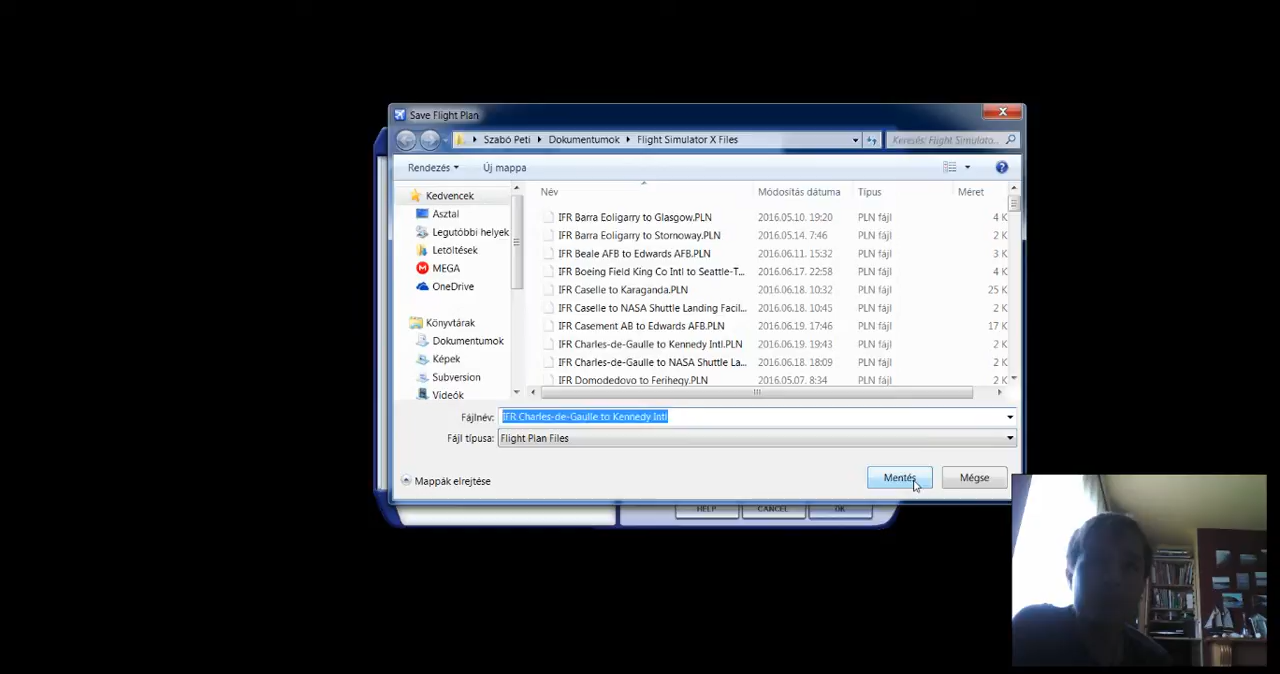 Save Flight Plan
Szabó Peti Dokumentumok Flight Simulator X Files
Keresés: Flight Simulato...
Rendezés Új mappa
Kedvencek
Asztal
Legutóbbi helyek
Letöltések
MEGA
OneDrive
Könyvtárak
Dokumentumok
Képek
Subversion
Videók
Név Módosítás dátuma Típus Méret
IFR Barra Eoligarry to Glasgow.PLN 2016.05.10. 19:20 PLN fájl 4 K
IFR Barra Eoligarry to Stornoway.PLN 2016.05.14. 7:46 PLN fájl 2 K
IFR Beale AFB to Edwards AFB.PLN 2016.06.11. 15:32 PLN fájl 3 K
IFR Boeing Field King Co Intl to Seattle-T... 2016.06.17. 22:58 PLN fájl 4 K
IFR Caselle to Karaganda.PLN 2016.06.18. 10:32 PLN fájl 25 K
IFR Caselle to NASA Shuttle Landing Facil... 2016.06.18. 10:45 PLN fájl 2 K
IFR Casement AB to Edwards AFB.PLN 2016.06.19. 17:46 PLN fájl 17 K
IFR Charles-de-Gaulle to Kennedy Intl.PLN 2016.06.19. 19:43 PLN fájl 2 K
IFR Charles-de-Gaulle to NASA Shuttle La... 2016.06.18. 18:09 PLN fájl 2 K
IFR Domodedovo to Ferihegy.PLN 2016.05.07. 8:34 PLN fájl 2 K
Fájlnév: IFR Charles-de-Gaulle to Kennedy Intl
Fájl típusa: Flight Plan Files
Mappák elrejtése
Mentés Mégse
HELP CANCEL OK